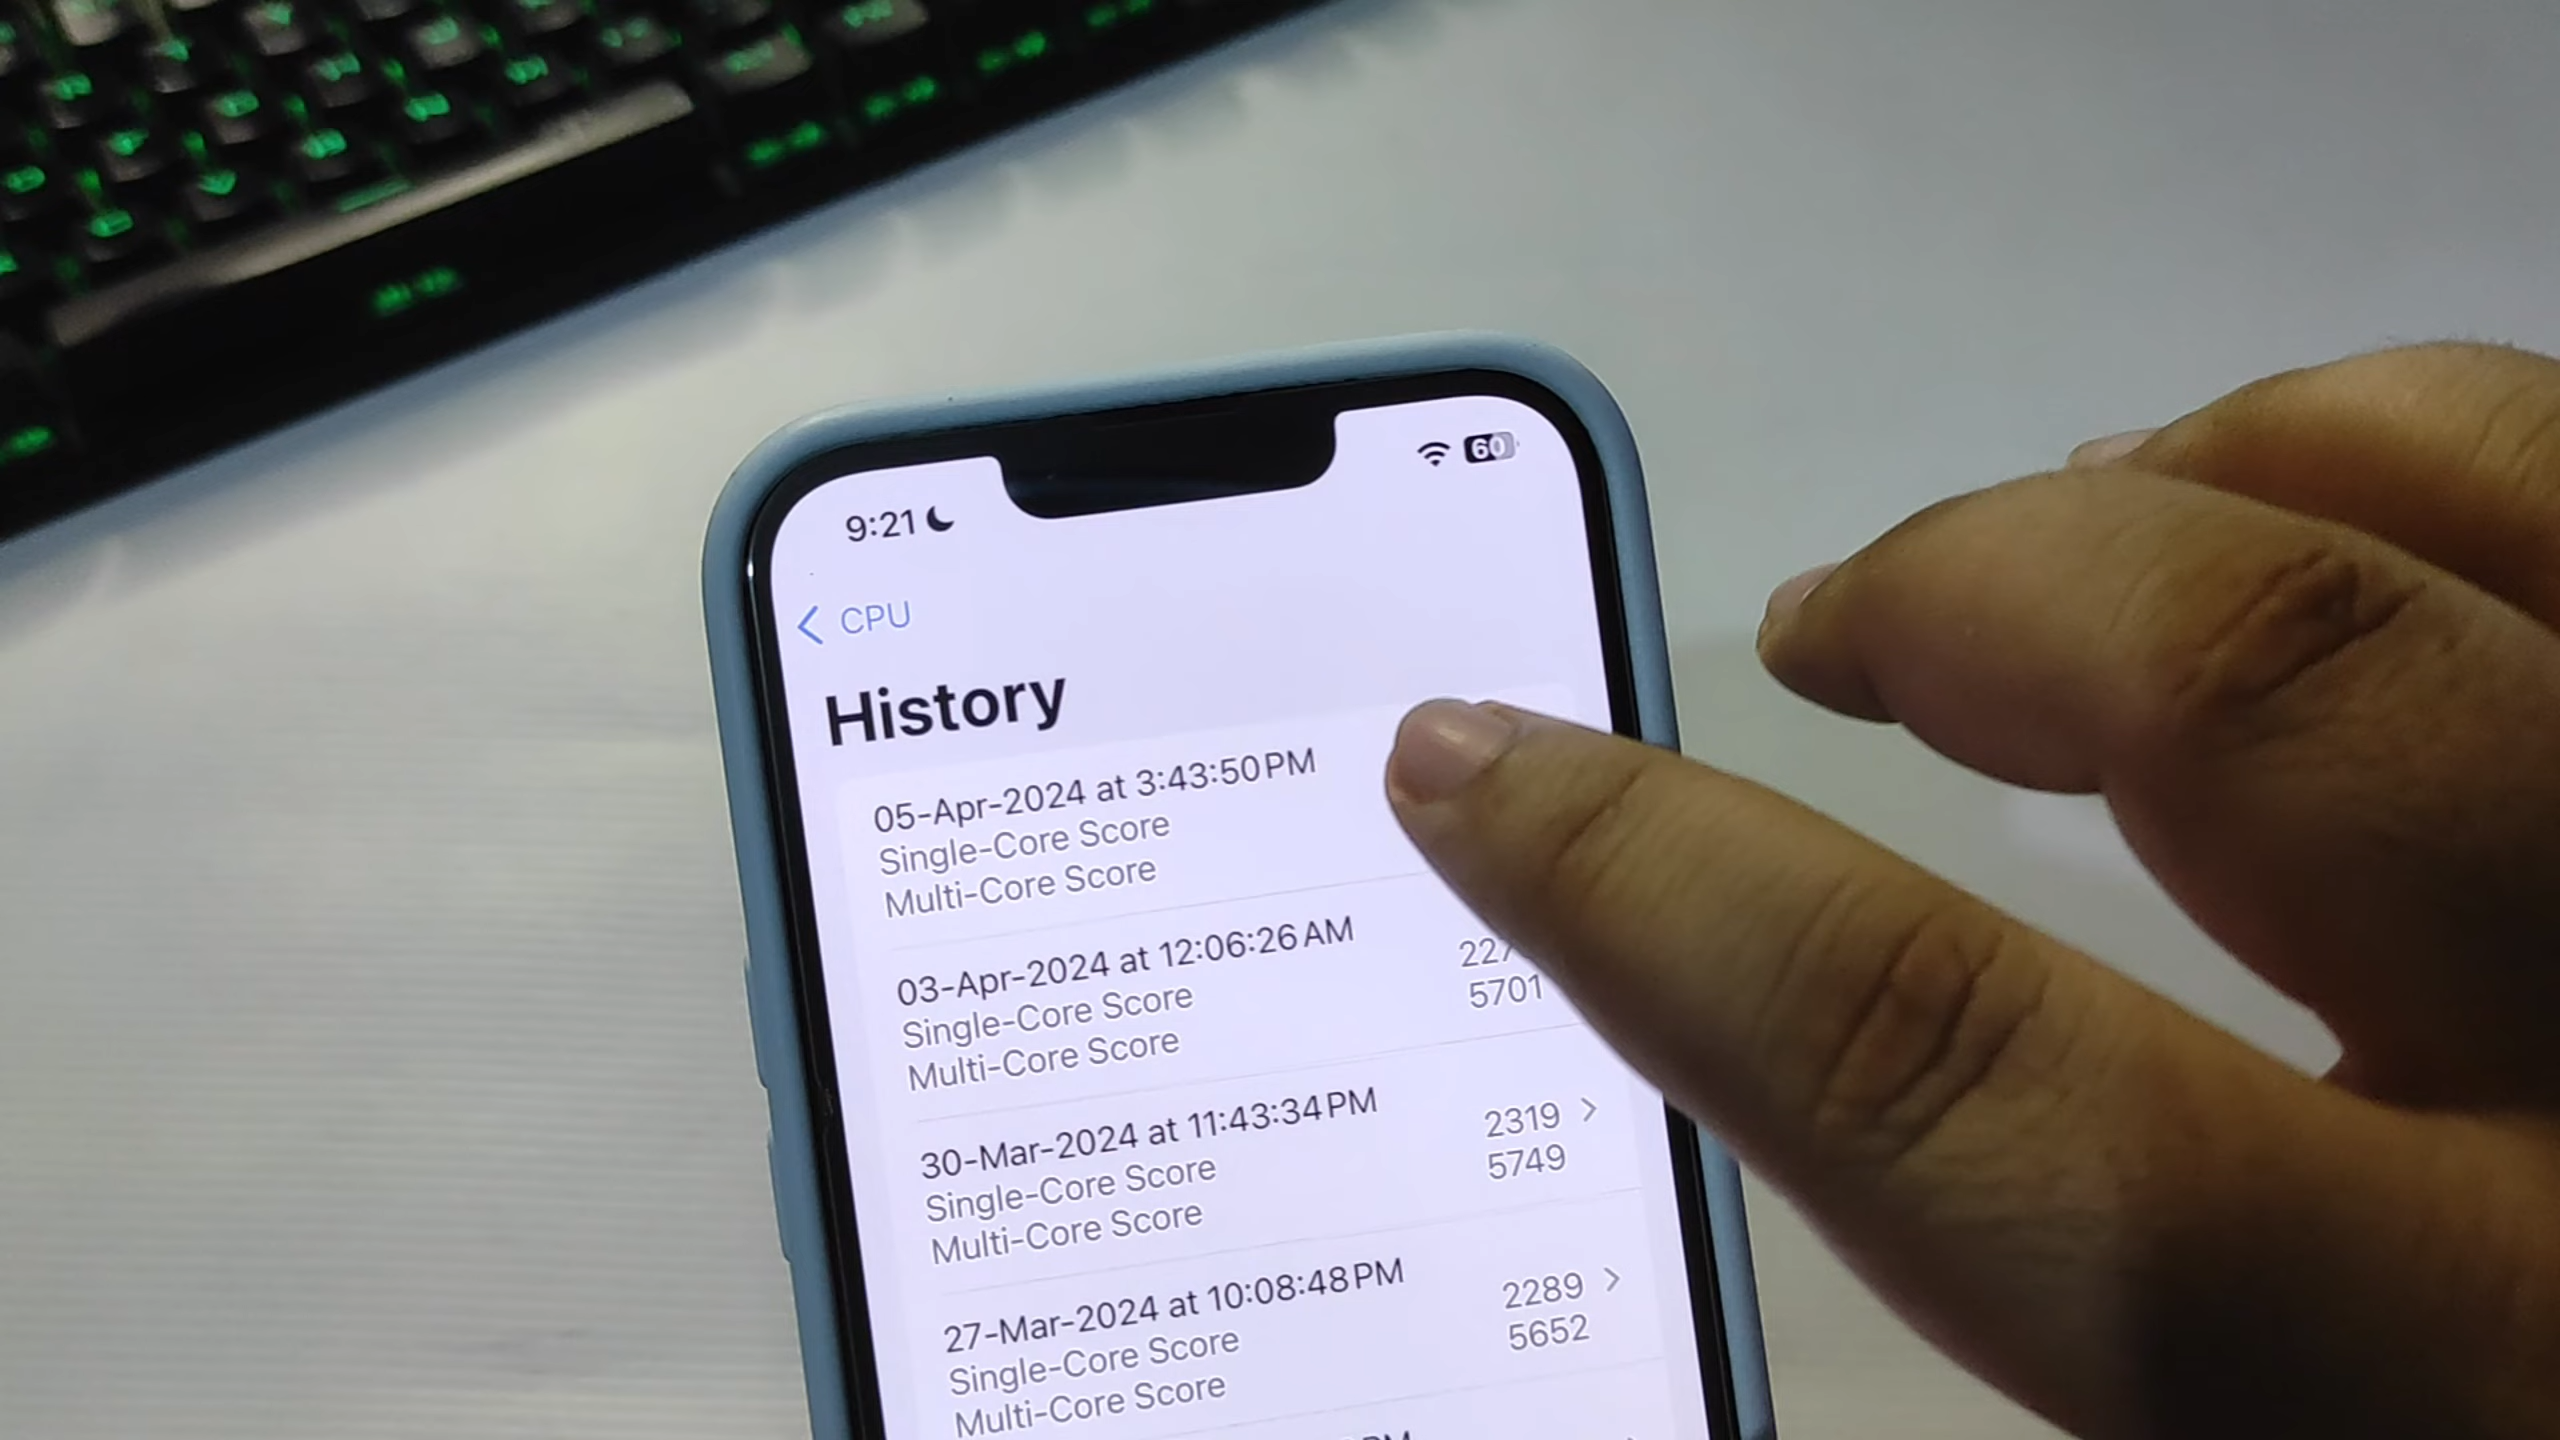 9:21
60
CPU
History
05-Apr-2024 at 3:43:50 PM
Single-Core Score
Multi-Core Score
03-Apr-2024 at 12:06:26 AM
Single-Core Score
Multi-Core Score 5701
30-Mar-2024 at 11:43:34 PM
Single-Core Score 2319
Multi-Core Score 5749
27-Mar-2024 at 10:08:48 PM
Single-Core Score 2289
Multi-Core Score 5652
PM